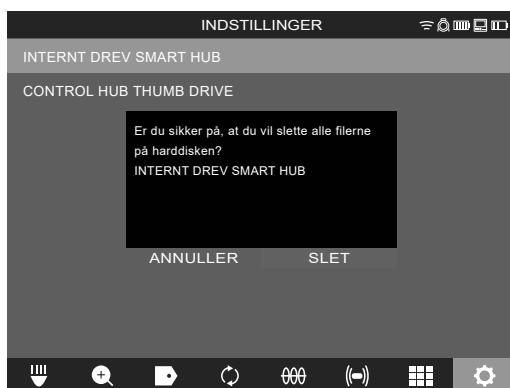 INDSTILLINGER
INTERNT DREV SMART HUB
CONTROL HUB THUMB DRIVE
Er du sikker på, at du vil slette alle filerne
på harddisken?
INTERNT DREV SMART HUB
ANNULLER SLET